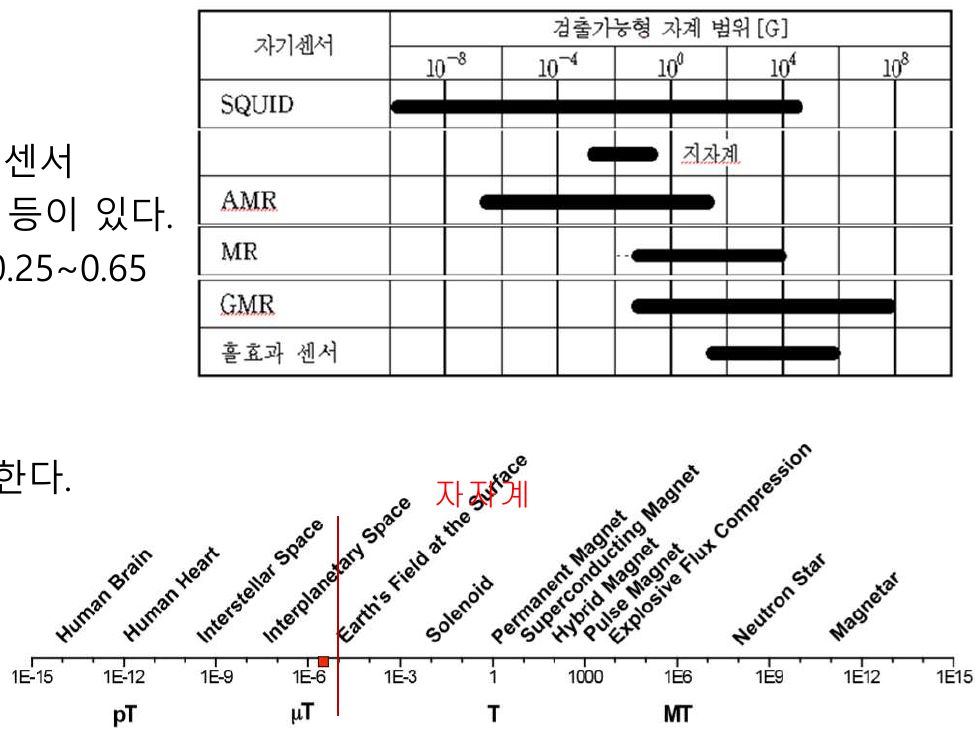 센서
등이 있다.
0.25~0.65
한다.
자기센서
검출가능형 자계 범위[G]
10⁻⁸ 10⁻⁴ 10⁰ 10⁴ 10⁸
SQUID
지자계
AMR
MR
GMR
홀효과 센서
자자계
Human Brain
Human Heart
Interstellar Space
Interplanetary Space
Earth's Field at the Surface
Solenoid
Permanent Magnet
Superconducting Magnet
Hybrid Magnet
Pulse Magnet
Explosive Flux Compression
Neutron Star
Magnetar
1E-15 1E-12 1E-9 1E-6 1E-3 1 1000 1E6 1E9 1E12 1E15
pT µT T MT